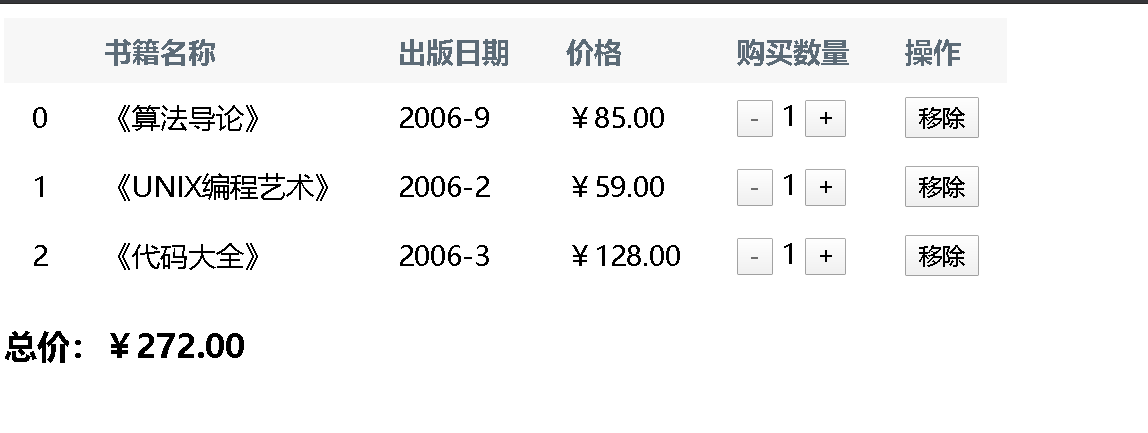 书籍名称 出版日期 价格 购买数量 操作
0 《算法导论》 2006-9 ￥85.00 - 1 + 移除
1 《UNIX编程艺术》 2006-2 ￥59.00 - 1 + 移除
2 《代码大全》 2006-3 ￥128.00 - 1 + 移除
总价：￥272.00